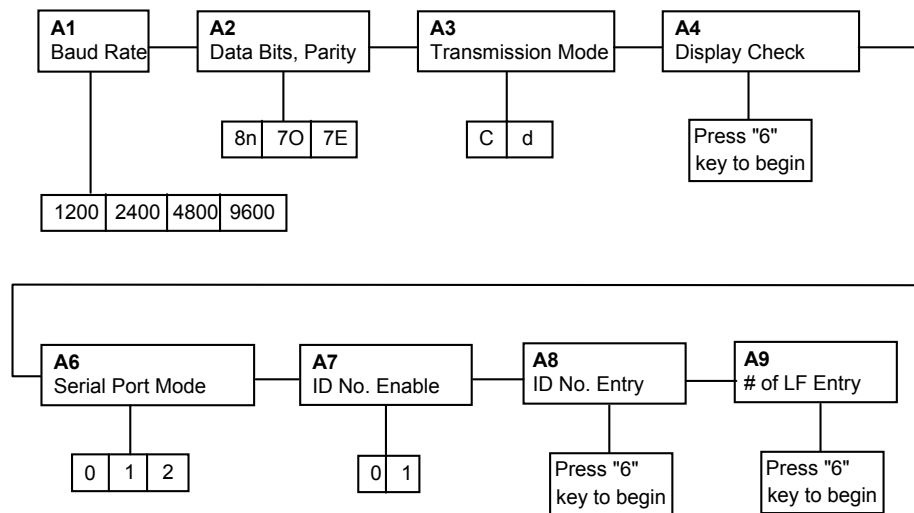 A1
Baud Rate
A2
Data Bits, Parity
A3
Transmission Mode
A4
Display Check
8n 7O 7E
C d
Press "6"
key to begin
1200 2400 4800 9600
A6
Serial Port Mode
A7
ID No. Enable
A8
ID No. Entry
A9
# of LF Entry
0 1 2
0 1
Press "6"
key to begin
Press "6"
key to begin